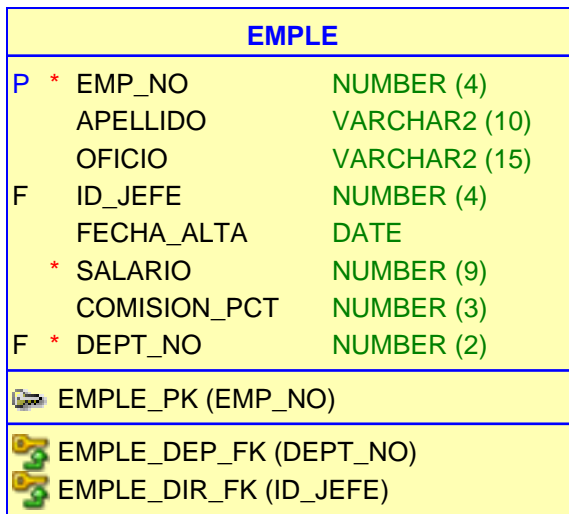 EMPLE
P * EMP_NO NUMBER (4)
APELLIDO VARCHAR2 (10)
OFICIO VARCHAR2 (15)
F ID_JEFE NUMBER (4)
FECHA_ALTA DATE
* SALARIO NUMBER (9)
COMISION_PCT NUMBER (3)
F * DEPT_NO NUMBER (2)
EMPLE_PK (EMP_NO)
EMPLE_DEP_FK (DEPT_NO)
EMPLE_DIR_FK (ID_JEFE)